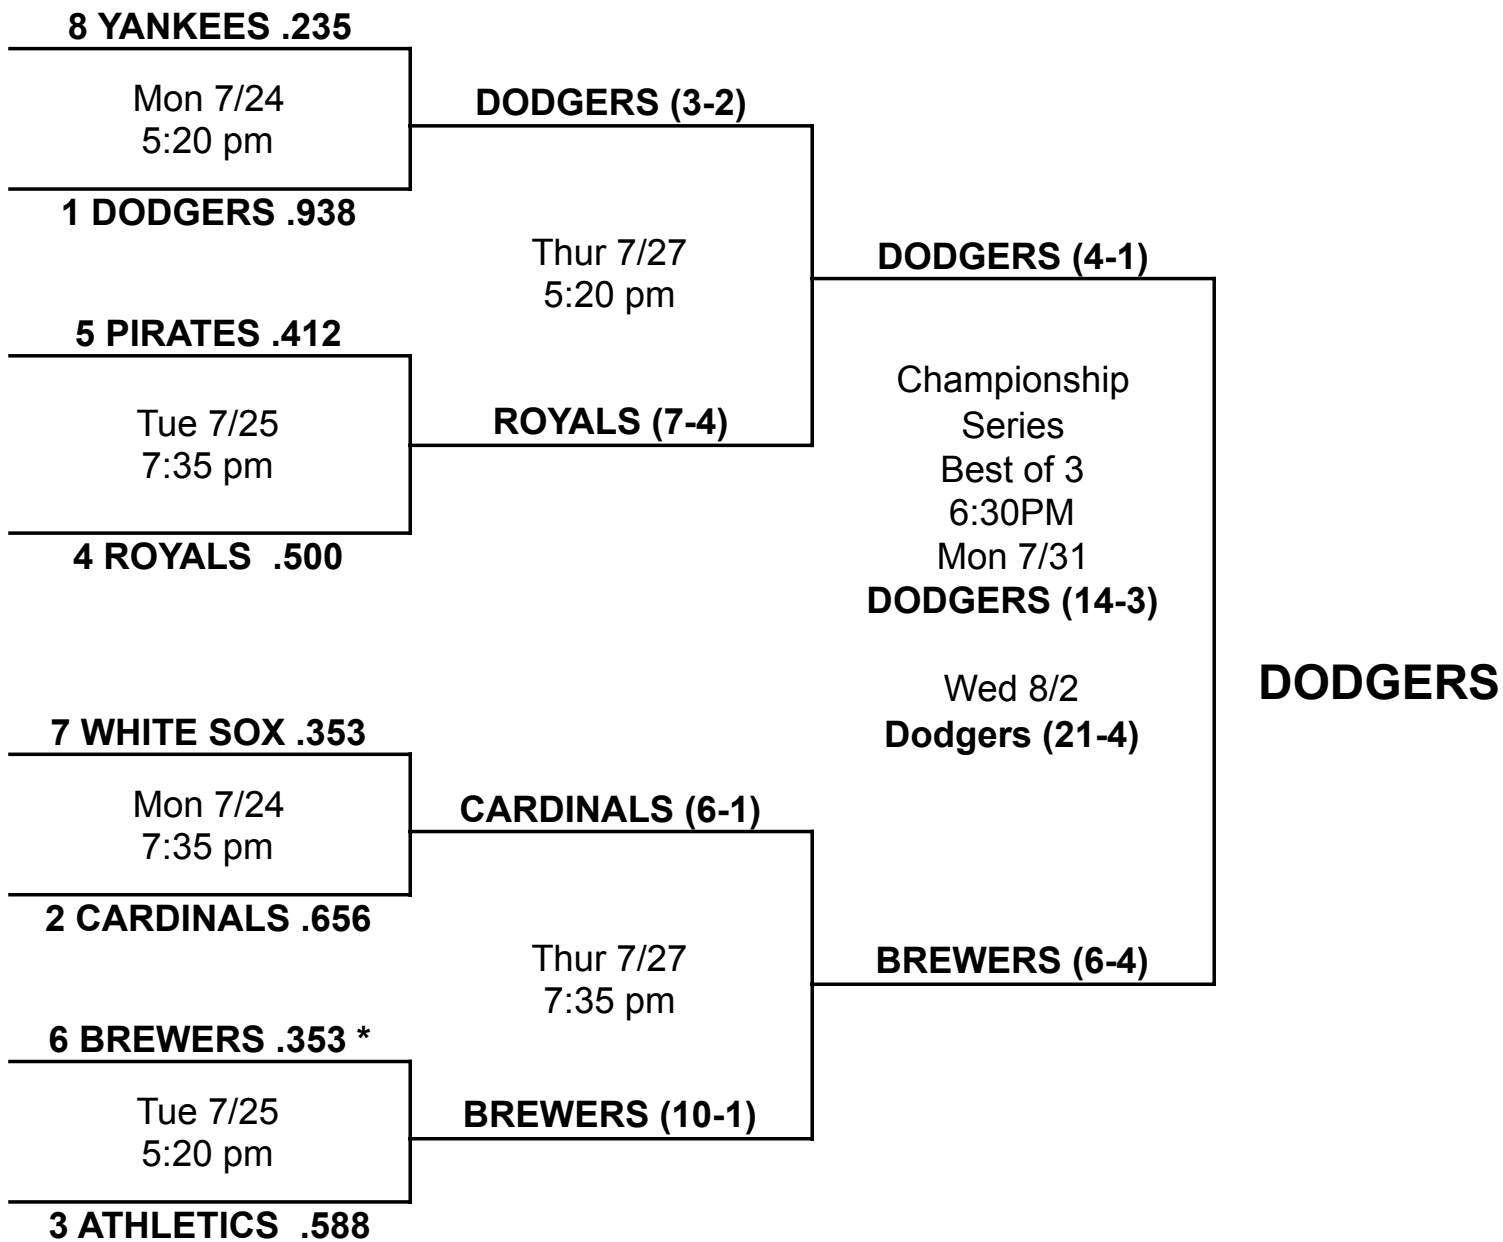 8 YANKEES .235
Mon 7/24
5:20 pm
1 DODGERS .938
DODGERS (3-2)
5 PIRATES .412
Tue 7/25
7:35 pm
4 ROYALS .500
ROYALS (7-4)
Thur 7/27
5:20 pm
DODGERS (4-1)
7 WHITE SOX .353
Mon 7/24
7:35 pm
2 CARDINALS .656
CARDINALS (6-1)
6 BREWERS .353 *
Tue 7/25
5:20 pm
3 ATHLETICS .588
BREWERS (10-1)
Thur 7/27
7:35 pm
BREWERS (6-4)
Championship
Series
Best of 3
6:30PM
Mon 7/31
DODGERS (14-3)
Wed 8/2
Dodgers (21-4)
DODGERS